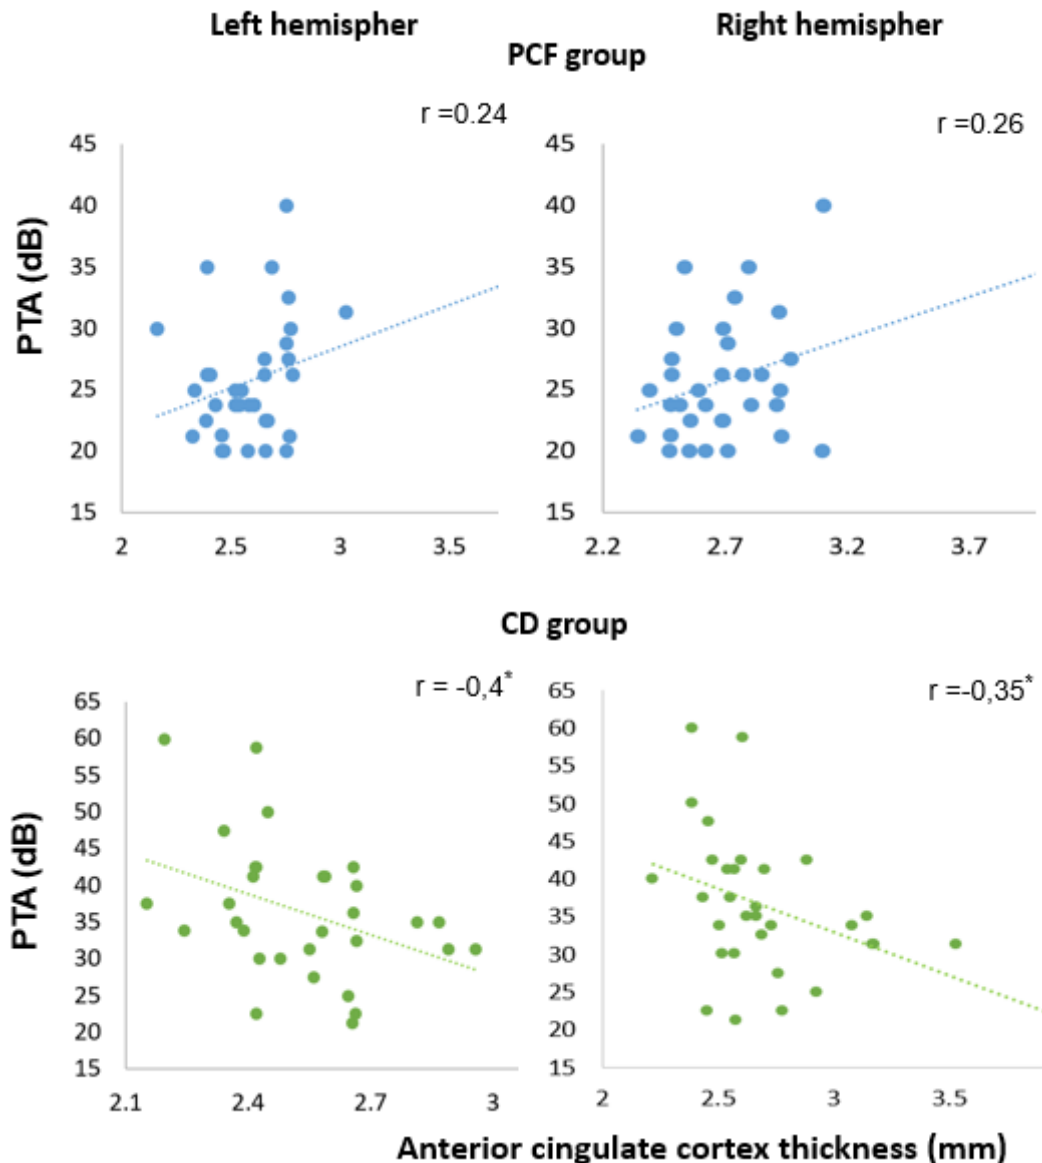 Left hemispher Right hemispher
PCF group
r =0.24 r =0.26
45 45
40 40
35 35
30 30
25 25
20 20
15 15
PTA (dB)
2 2.5 3 3.5 2.2 2.7 3.2 3.7
CD group
r = -0,4* r =-0,35*
65 65
60 60
55 55
50 50
45 45
40 40
35 35
30 30
25 25
20 20
15 15
PTA (dB)
2.1 2.4 2.7 3 2 2.5 3 3.5
Anterior cingulate cortex thickness (mm)